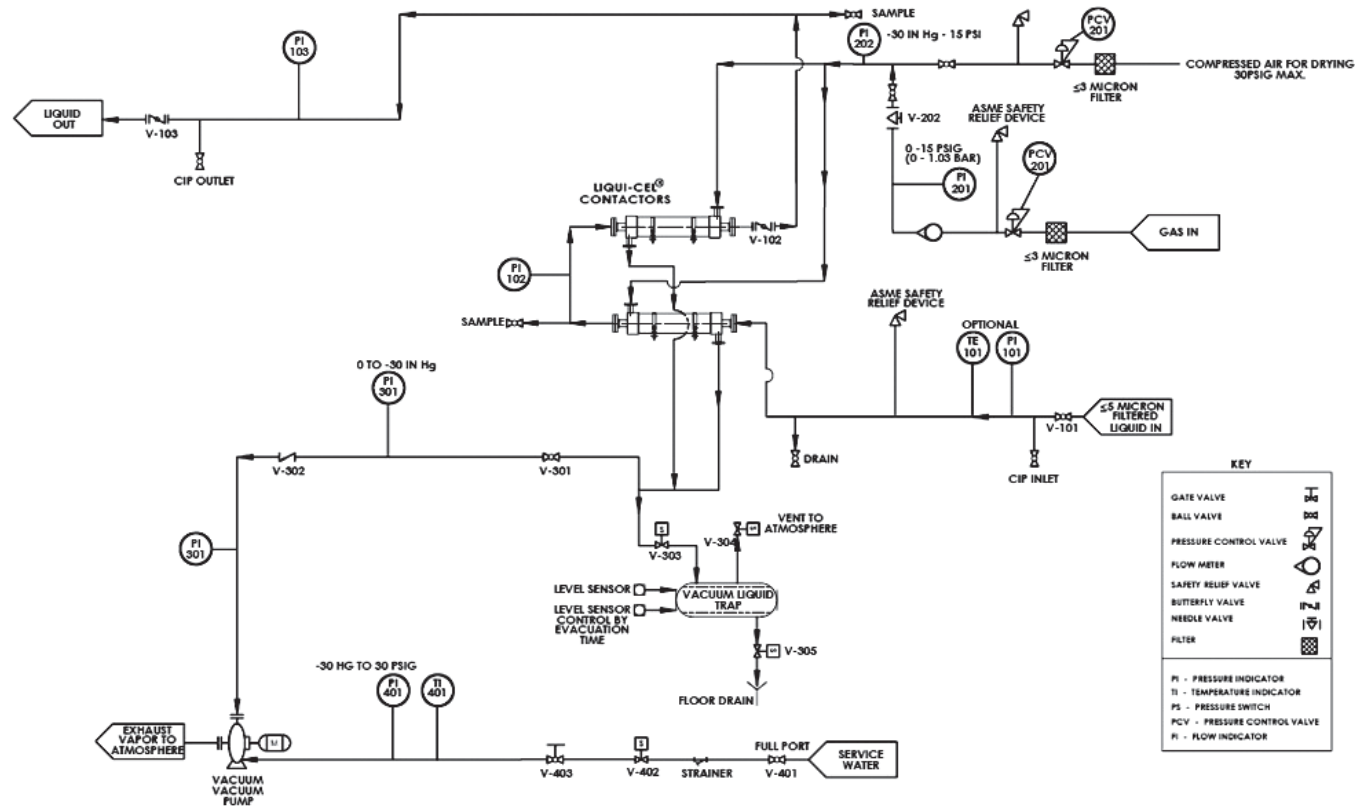 SAMPLE
PI
202
-30 IN Hg - 15 PSI
PCV
201
PI
103
COMPRESSED AIR FOR DRYING
30PSIG MAX.
≤3 MICRON
FILTER
LIQUID
OUT
V-103
CIP OUTLET
ASME SAFETY
RELIEF DEVICE
V-202
0 -15 PSIG
(0 - 1.03 BAR)
PCV
201
PI
201
LIQUI-CEL®
CONTACTORS
V-102
GAS IN
≤3 MICRON
FILTER
PI
102
SAMPLE
ASME SAFETY
RELIEF DEVICE
OPTIONAL
TE
101
PI
101
0 TO -30 IN Hg
PI
301
≤5 MICRON
FILTERED
LIQUID IN
V-101
DRAIN
CIP INLET
V-302
V-301
PI
301
S
V-303
V-304
S
VENT TO
ATMOSPHERE
LEVEL SENSOR
LEVEL SENSOR
CONTROL BY
EVACUATION
TIME
VACUUM LIQUID
TRAP
S
V-305
FLOOR DRAIN
-30 HG TO 30 PSIG
PI
401
TI
401
EXHAUST
VAPOR TO
ATMOSPHERE
M
VACUUM
VACUUM
PUMP
V-403
S
V-402
STRAINER
FULL PORT
V-401
SERVICE
WATER
KEY
GATE VALVE
BALL VALVE
PRESSURE CONTROL VALVE
FLOW METER
SAFETY RELIEF VALVE
BUTTERFLY VALVE
NEEDLE VALVE
FILTER
PI - PRESSURE INDICATOR
TI - TEMPERATURE INDICATOR
PS - PRESSURE SWITCH
PCV - PRESSURE CONTROL VALVE
PI - FLOW INDICATOR